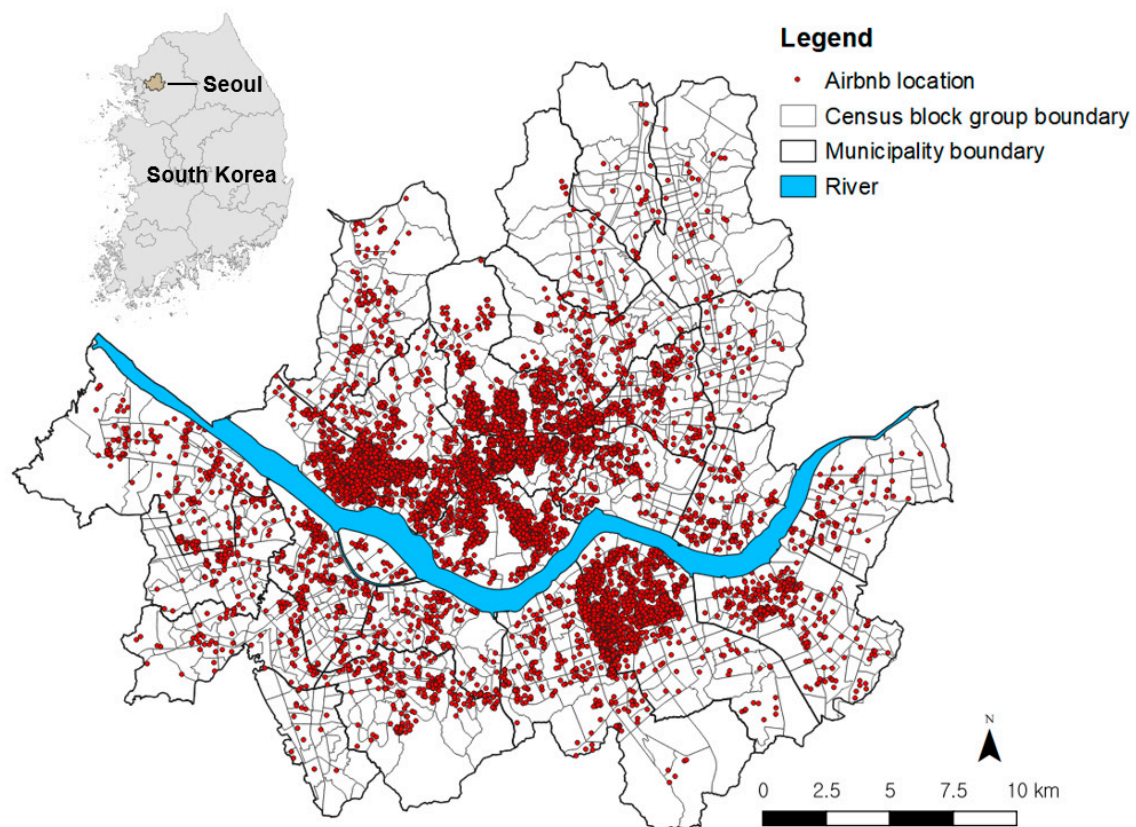 Seoul
South Korea
Legend
Airbnb location
Census block group boundary
Municipality boundary
River
N
0 2.5 5 7.5 10 km